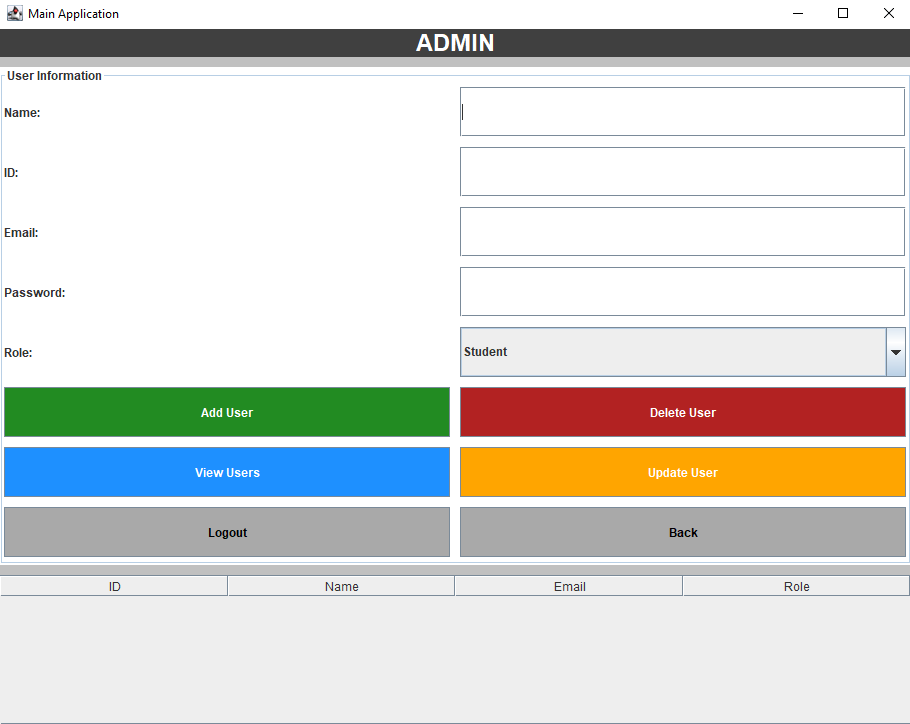 Main Application
ADMIN
User Information
Name:
ID:
Email:
Password:
Role:
Student
Add User
Delete User
View Users
Update User
Logout
Back
ID Name Email Role